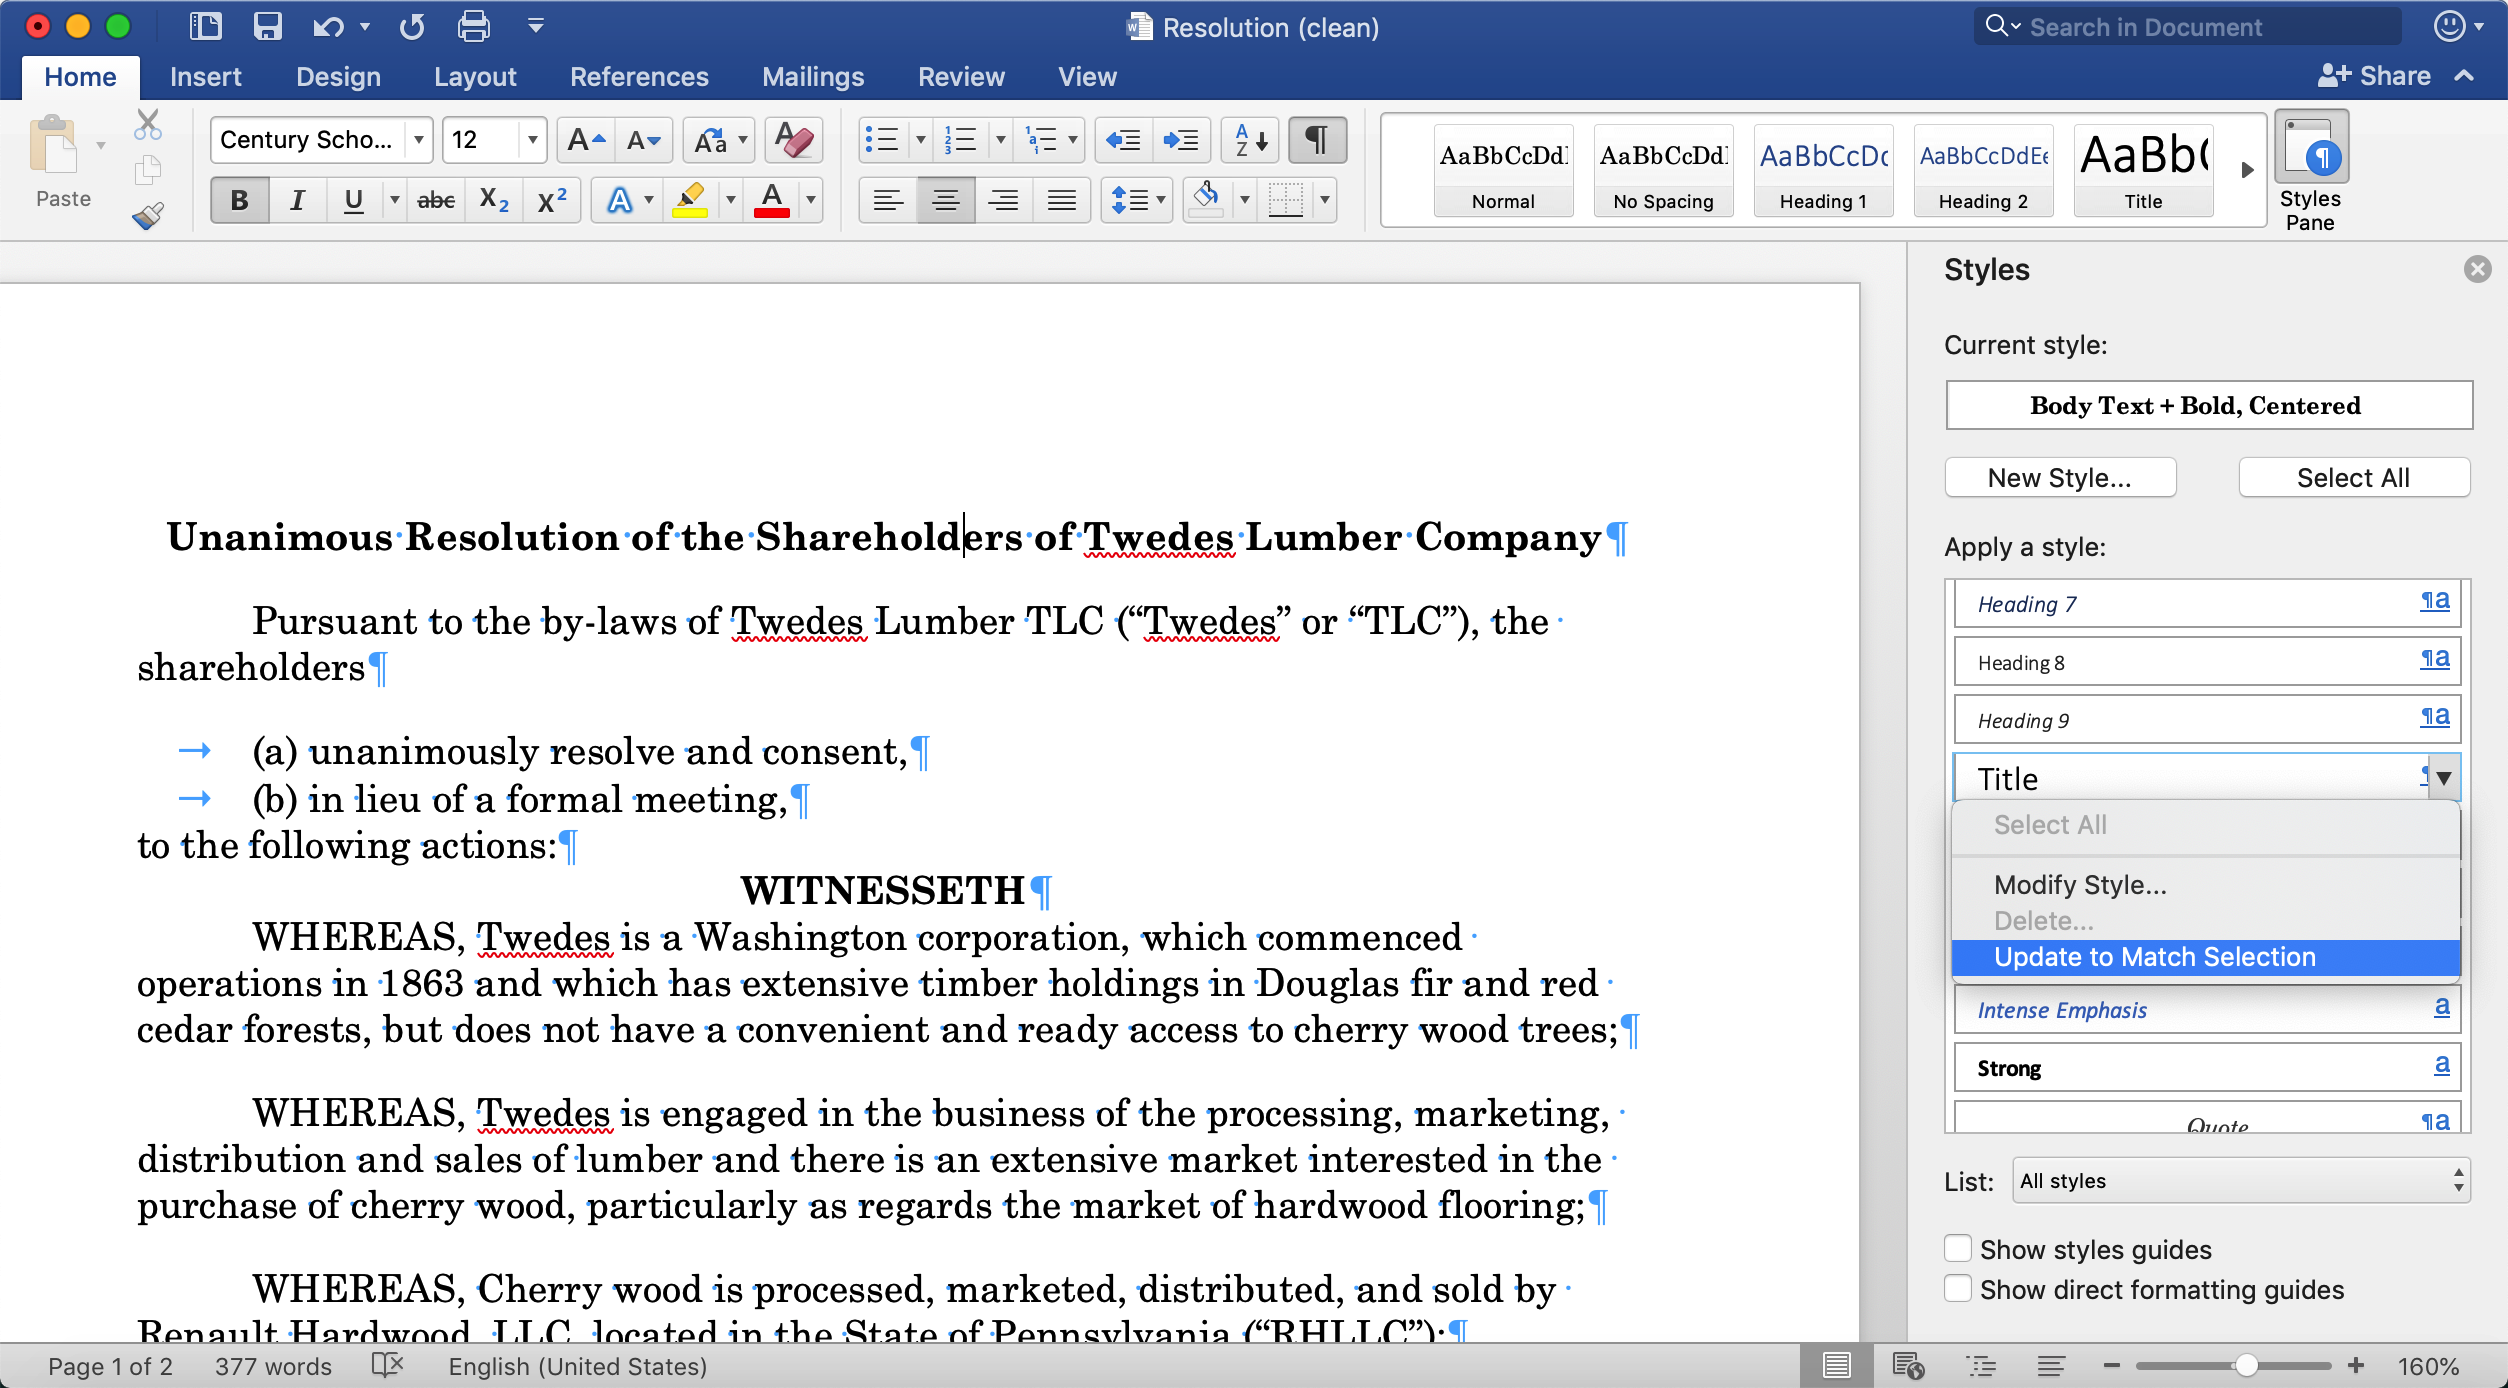 Resolution (clean)
Search in Document
Home Insert Design Layout References Mailings Review View Share
Paste
Century Scho... 12
B I U abc X2 X2 A A
AaBbCcDdl AaBbCcDdl AaBbCcDc AaBbCcDdEe AaBb(
Normal No Spacing Heading 1 Heading 2 Title
Styles
Pane
Styles
Current style:
Body Text + Bold, Centered
New Style... Select All
Apply a style:
Heading 7 ¶a
Heading 8 ¶a
Heading 9 ¶a
Title
Select All
Modify Style...
Delete...
Update to Match Selection
Intense Emphasis a
Strong a
Quote ¶a
List: All styles
Show styles guides
Show direct formatting guides
Unanimous Resolution of the Shareholders of Twedes Lumber Company¶
Pursuant to the by-laws of Twedes Lumber TLC (“Twedes” or “TLC”), the
shareholders¶
→ (a) unanimously resolve and consent,¶
→ (b) in lieu of a formal meeting,¶
to the following actions:¶
WITNESSETH¶
WHEREAS, Twedes is a Washington corporation, which commenced
operations in 1863 and which has extensive timber holdings in Douglas fir and red
cedar forests, but does not have a convenient and ready access to cherry wood trees;¶
WHEREAS, Twedes is engaged in the business of the processing, marketing,
distribution and sales of lumber and there is an extensive market interested in the
purchase of cherry wood, particularly as regards the market of hardwood flooring;¶
WHEREAS, Cherry wood is processed, marketed, distributed, and sold by
Renault Hardwood, LLC, located in the State of Pennsylvania (“RHLLC”);¶
Page 1 of 2 377 words English (United States) 160%